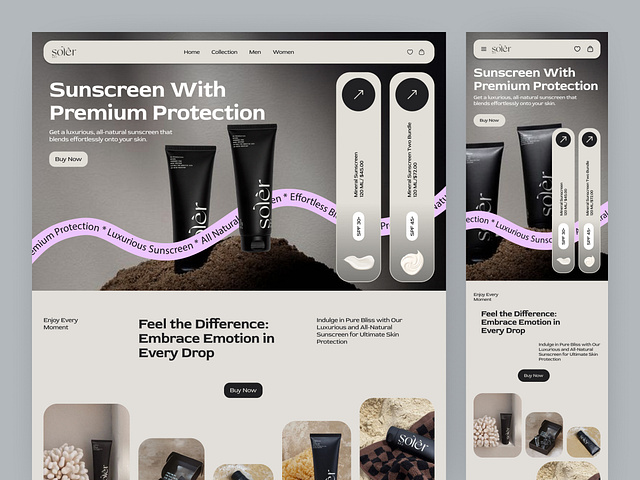 solèr
Home
Collection
Men
Women
Sunscreen With
Premium Protection
Get a luxurious, all-natural sunscreen that
blends effortlessly onto your skin.
Buy Now
Mineral Sunscreen
120 ML/ $45.00
SPF 30+
Mineral Sunscreen Two Bundle
120 ML/$72.00
SPF 45+
solèr
solèr
Premium Protection * Luxurious Sunscreen * All Natural
Effortless
Enjoy Every
Moment
Feel the Difference:
Embrace Emotion in
Every Drop
Indulge in Pure Bliss with Our
Luxurious and All-Natural
Sunscreen for Ultimate Skin
Protection
Buy Now
solèr
solèr
solèr
Sunscreen With
Premium Protection
Get a luxurious, all-natural sunscreen that
blends effortlessly onto your skin.
Buy Now
Mineral Sunscreen
120 ML/ $45.00
SPF 30+
Mineral Sunscreen Two Bundle
120 ML/$72.00
SPF 45+
Protection * Luxurious Sunscreen
Enjoy Every
Moment
Feel the Difference:
Embrace Emotion in
Every Drop
Indulge in Pure Bliss with Our
Luxurious and All-Natural
Sunscreen for Ultimate Skin
Protection
Buy Now